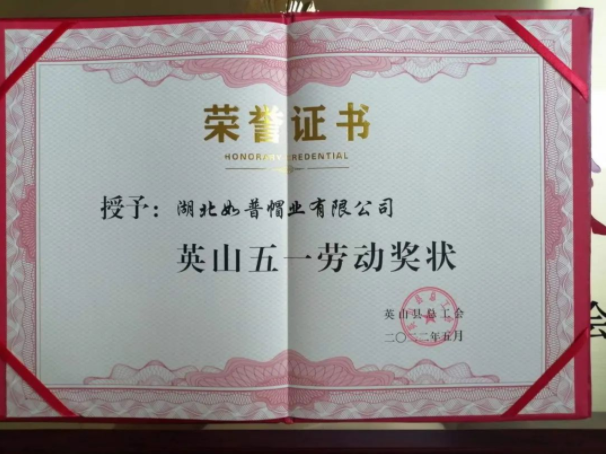 荣誉证书
HONORARY CREDENTIAL
授予：湖北如普帽业有限公司
英山五一劳动奖状
英山县总工会
二〇二二年五月
会